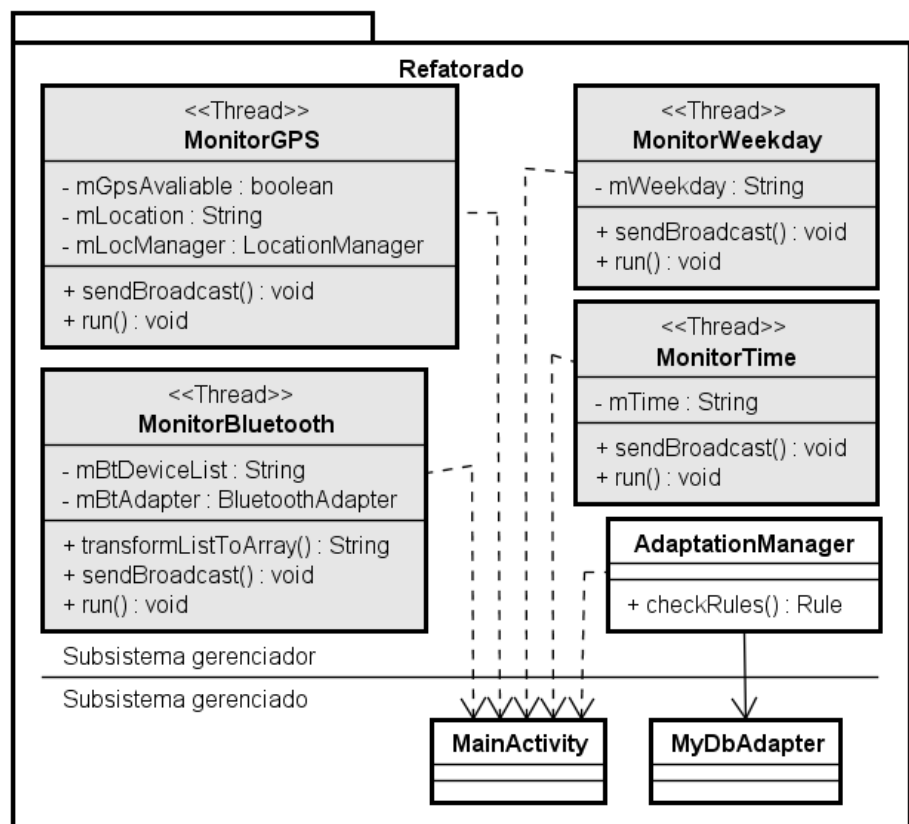 Refatorado
<<Thread>>
MonitorGPS
- mGpsAvaliable : boolean
- mLocation : String
- mLocManager : LocationManager
+ sendBroadcast() : void
+ run() : void
<<Thread>>
MonitorWeekday
- mWeekday : String
+ sendBroadcast() : void
+ run() : void
<<Thread>>
MonitorTime
- mTime : String
+ sendBroadcast() : void
+ run() : void
<<Thread>>
MonitorBluetooth
- mBtDeviceList : String
- mBtAdapter : BluetoothAdapter
+ transformListToArray() : String
+ sendBroadcast() : void
+ run() : void
AdaptationManager
+ checkRules() : Rule
Subsistema gerenciador
Subsistema gerenciado
MainActivity
MyDbAdapter